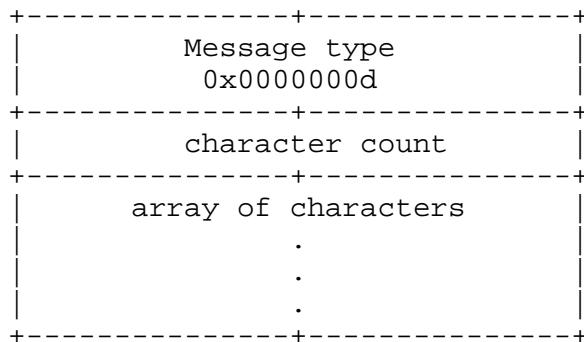 +---------------+---------------+
|          Message type         |
|           0x0000000d          |
+---------------+---------------+
|          character count      |
+---------------+---------------+
|       array of characters     |
|               .               |
|               .               |
|               .               |
+---------------+---------------+